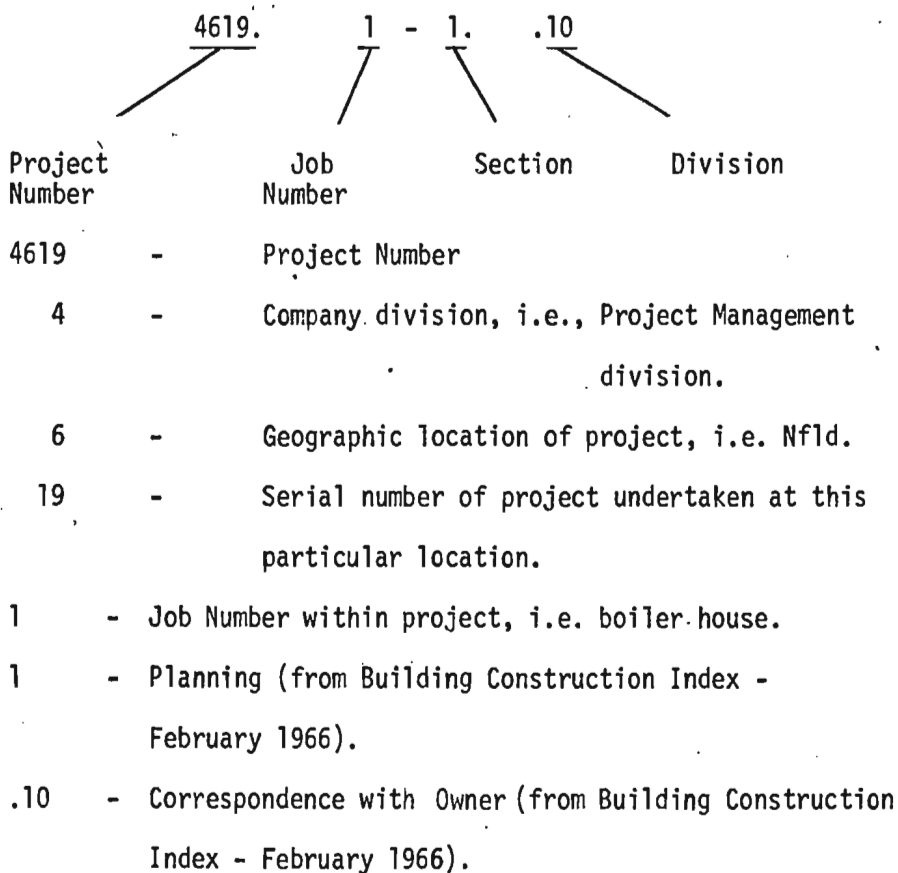 4619. 1 - 1. .10
Project Job Section Division
Number Number
4619 - Project Number
4 - Company division, i.e., Project Management
division.
6 - Geographic location of project, i.e. Nfld.
19 - Serial number of project undertaken at this
particular location.
1 - Job Number within project, i.e. boiler house.
1 - Planning (from Building Construction Index -
February 1966).
.10 - Correspondence with Owner (from Building Construction
Index - February 1966).